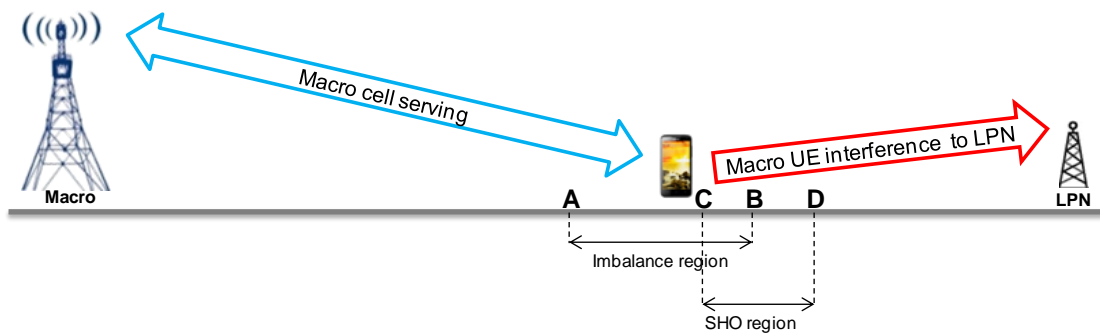 Macro cell serving
Macro UE interference to LPN
Macro
A
C
B
D
LPN
Imbalance region
SHO region